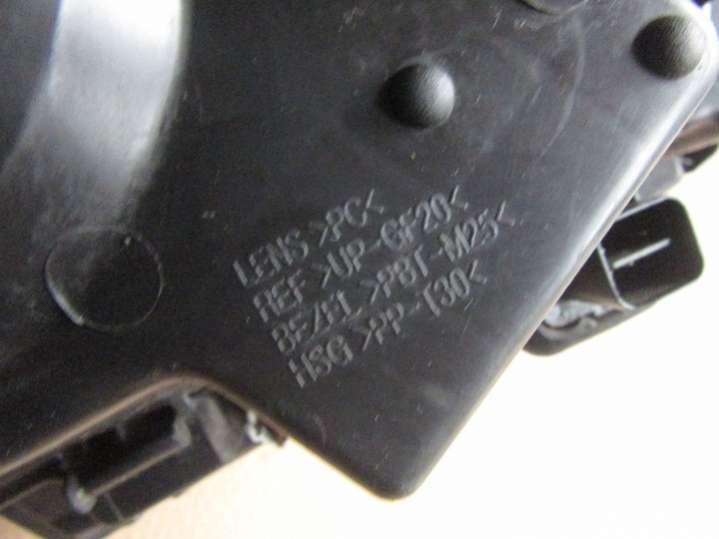 LENS >PC<
REF >UP-GF20<
BEZEL >PBT-M25<
HSG >PP-T30<